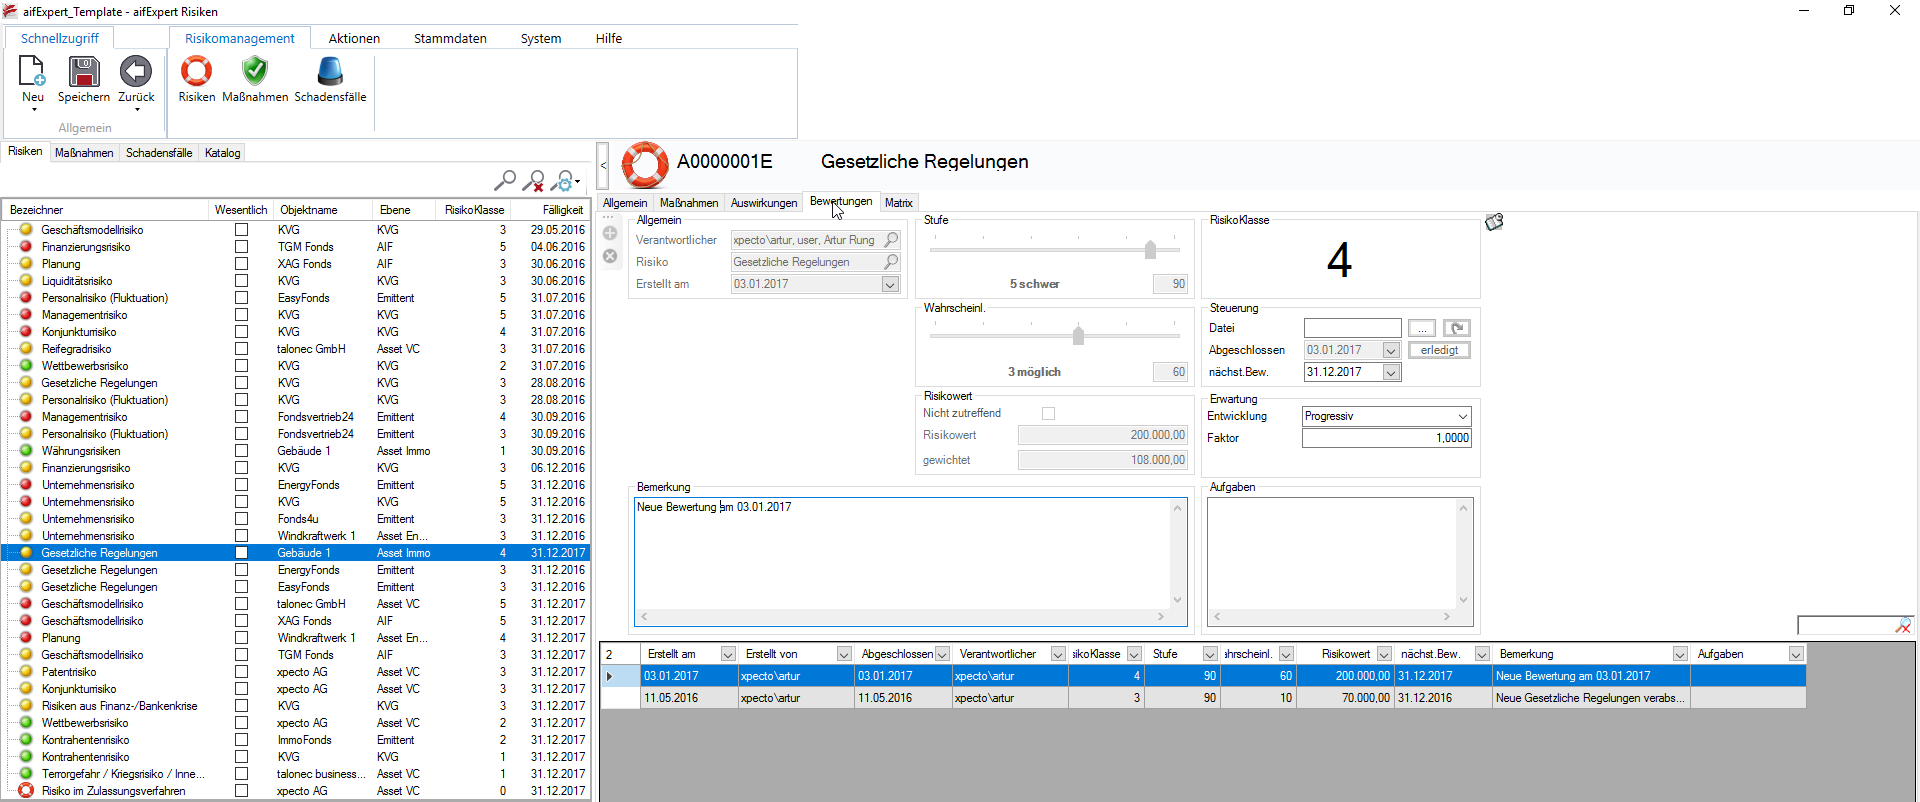 aifExpert_Template - aifExpert Risiken
Schnellzugriff
Risikomanagement Aktionen Stammdaten System Hilfe
Neu Speichern Zurück Risiken Maßnahmen Schadensfälle
Allgemein
Risiken Maßnahmen Schadensfälle Katalog
Bezeichner Wesentlich Objektname Ebene RisikoKlasse Fälligkeit
Geschäftsmodellrisiko KVG KVG 3 29.05.2016
Finanzierungsrisiko TGM Fonds AIF 5 04.06.2016
Planung XAG Fonds AIF 3 30.06.2016
Liquiditätsrisiko KVG KVG 3 30.06.2016
Personalrisiko (Fluktuation) EasyFonds Emittent 5 31.07.2016
Managementrisiko KVG KVG 5 31.07.2016
Konjunkturrisiko KVG KVG 4 31.07.2016
Reifegradrisiko talonec GmbH Asset VC 3 31.07.2016
Wettbewerbsrisiko KVG KVG 2 31.07.2016
Gesetzliche Regelungen KVG KVG 3 28.08.2016
Personalrisiko (Fluktuation) KVG KVG 3 28.08.2016
Managementrisiko Fondsvertrieb24 Emittent 4 30.09.2016
Personalrisiko (Fluktuation) Fondsvertrieb24 Emittent 3 30.09.2016
Währungsrisiken Gebäude 1 Asset Immo 1 30.09.2016
Finanzierungsrisiko KVG KVG 3 06.12.2016
Unternehmensrisiko EnergyFonds Emittent 5 31.12.2016
Unternehmensrisiko KVG KVG 5 31.12.2016
Unternehmensrisiko Fonds4u Emittent 3 31.12.2016
Unternehmensrisiko Windkraftwerk 1 Asset En... 3 31.12.2016
Gesetzliche Regelungen Gebäude 1 Asset Immo 4 31.12.2017
Gesetzliche Regelungen EnergyFonds Emittent 3 31.12.2017
Gesetzliche Regelungen EasyFonds Emittent 3 31.12.2017
Geschäftsmodellrisiko talonec GmbH Asset VC 5 31.12.2017
Geschäftsmodellrisiko XAG Fonds AIF 5 31.12.2017
Planung Windkraftwerk 1 Asset En... 4 31.12.2017
Geschäftsmodellrisiko TGM Fonds AIF 3 31.12.2017
Patentrisiko xpecto AG Asset VC 3 31.12.2017
Konjunkturrisiko xpecto AG Asset VC 3 31.12.2017
Risiken aus Finanz-/Bankenkrise KVG KVG 3 31.12.2017
Wettbewerbsrisiko xpecto AG Asset VC 2 31.12.2017
Kontrahentenrisiko ImmoFonds Emittent 2 31.12.2017
Kontrahentenrisiko KVG KVG 1 31.12.2017
Terrorgefahr / Kriegsrisiko / Inne... talonec business... Asset VC 1 31.12.2017
Risiko im Zulassungsverfahren xpecto AG Asset VC 0 31.12.2017
< A0000001E Gesetzliche Regelungen
Allgemein Maßnahmen Auswirkungen Bewertungen Matrix
Allgemein
Verantwortlicher xpecto\artur, user, Artur Rung
Risiko Gesetzliche Regelungen
Erstellt am 03.01.2017
Stufe
5 schwer 90
Wahrscheinl.
3 möglich 60
Risikowert
Nicht zutreffend
Risikowert 200.000,00
gewichtet 108.000,00
RisikoKlasse
4
Steuerung
Datei ...
Abgeschlossen 03.01.2017 erledigt
nächst.Bew. 31.12.2017
Erwartung
Entwicklung Progressiv
Faktor 1,0000
Bemerkung
Neue Bewertung am 03.01.2017
Aufgaben
2 Erstellt am Erstellt von Abgeschlossen Verantwortlicher sikoKlasse Stufe hrscheinl. Risikowert nächst.Bew. Bemerkung Aufgaben
03.01.2017 xpecto\artur 03.01.2017 xpecto\artur 4 90 60 200.000,00 31.12.2017 Neue Bewertung am 03.01.2017
11.05.2016 xpecto\artur 11.05.2016 xpecto\artur 3 90 10 70.000,00 31.12.2016 Neue Gesetzliche Regelungen verabs...